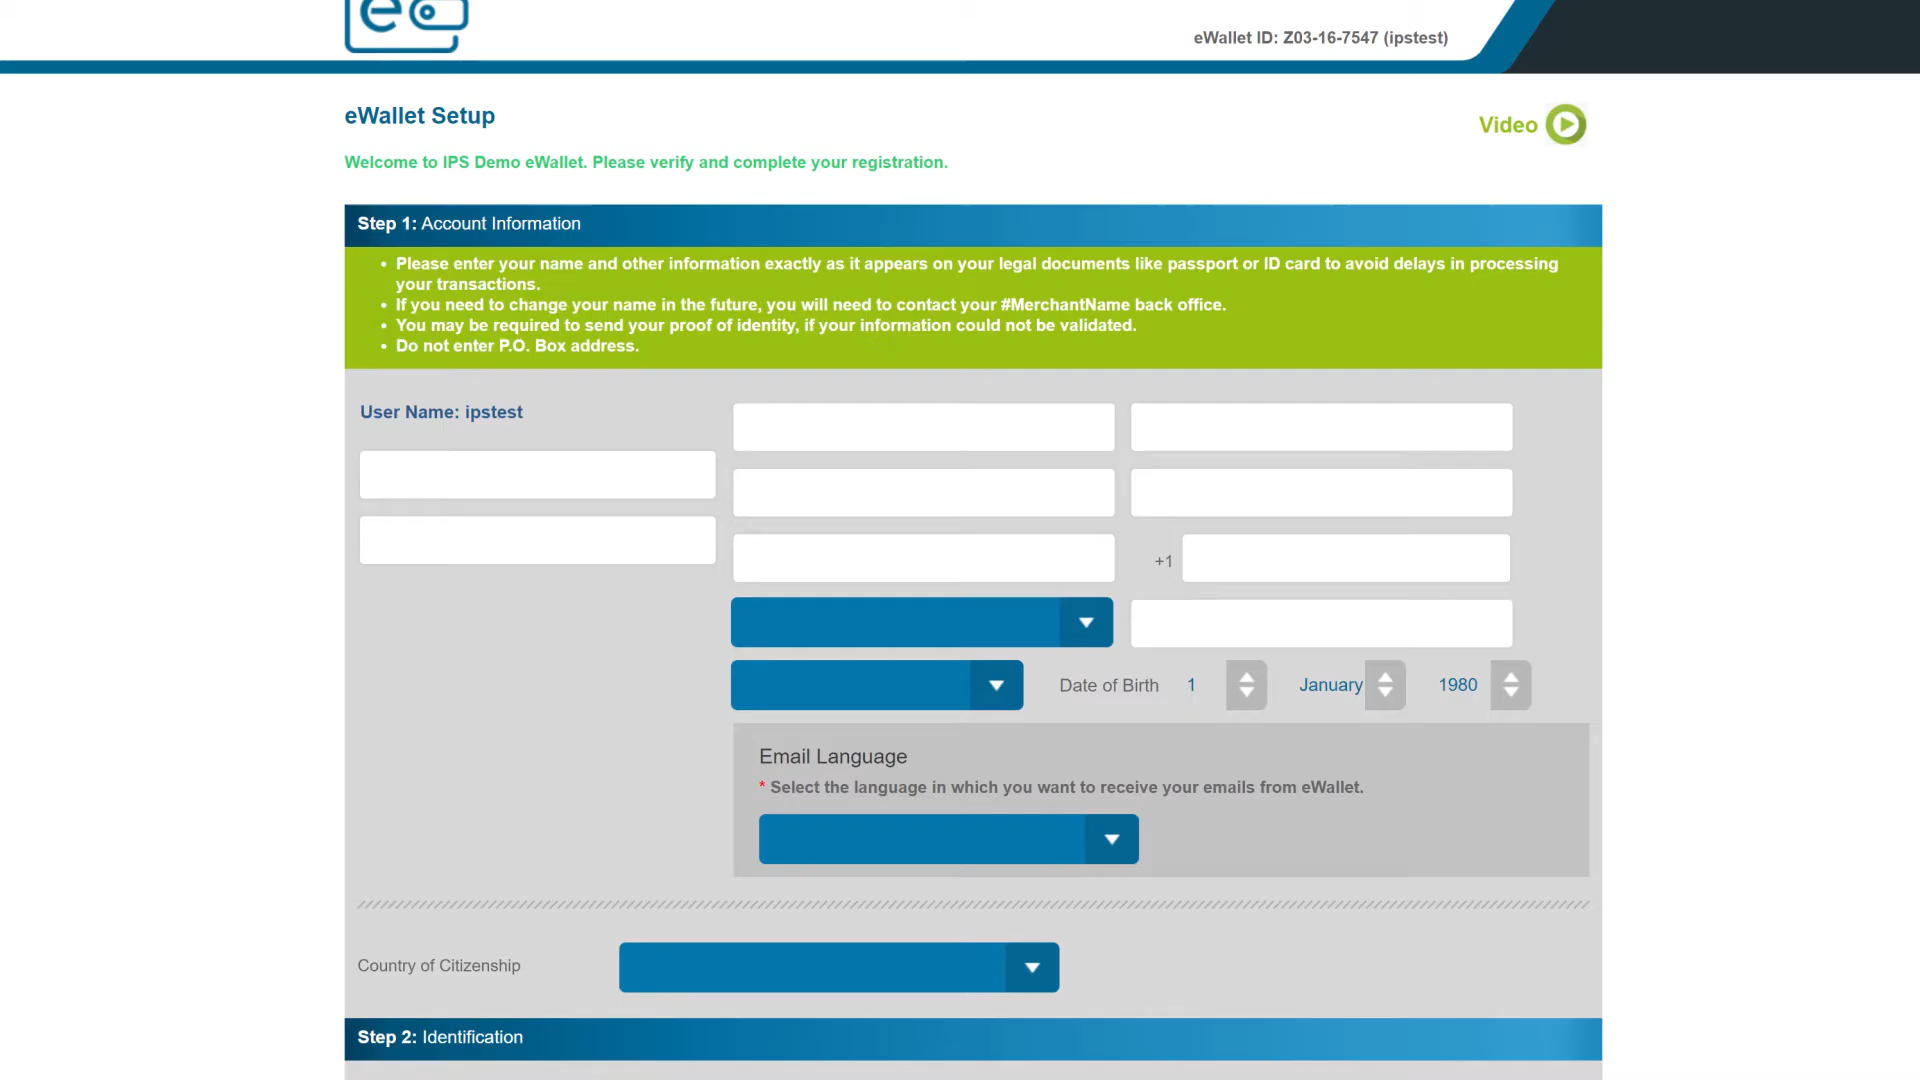 eWallet ID: Z03-16-7547 (ipstest)
eWallet Setup
Video
Welcome to IPS Demo eWallet. Please verify and complete your registration.
Step 1: Account Information
• Please enter your name and other information exactly as it appears on your legal documents like passport or ID card to avoid delays in processing
your transactions.
• If you need to change your name in the future, you will need to contact your #MerchantName back office.
• You may be required to send your proof of identity, if your information could not be validated.
• Do not enter P.O. Box address.
User Name: ipstest
+1
Date of Birth 1 January 1980
Email Language
* Select the language in which you want to receive your emails from eWallet.
Country of Citizenship
Step 2: Identification